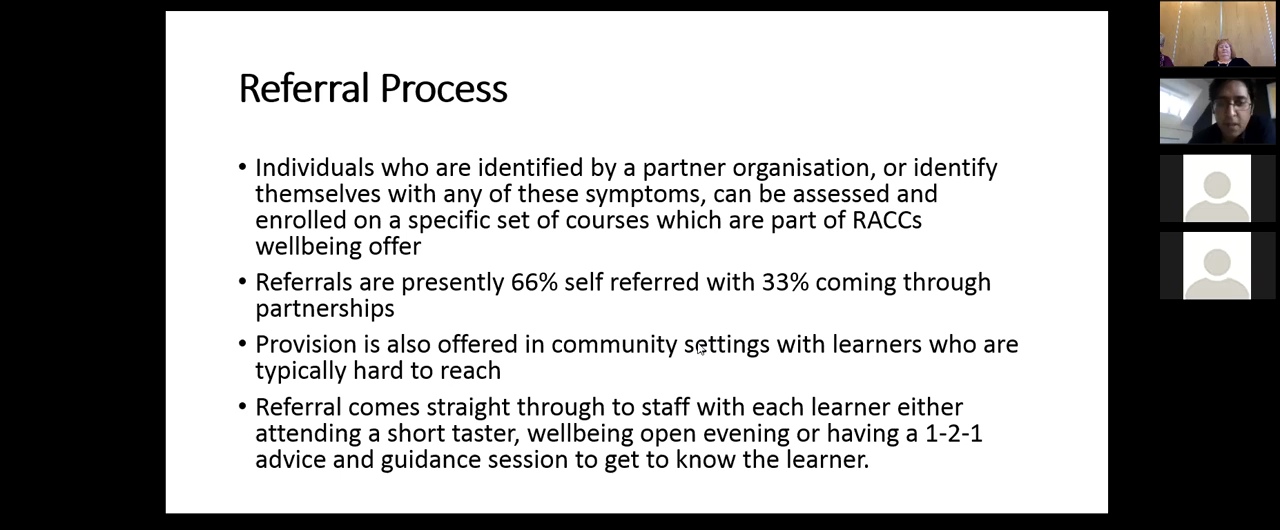 Referral Process
• Individuals who are identified by a partner organisation, or identify
themselves with any of these symptoms, can be assessed and
enrolled on a specific set of courses which are part of RACCs
wellbeing offer
• Referrals are presently 66% self referred with 33% coming through
partnerships
• Provision is also offered in community settings with learners who are
typically hard to reach
• Referral comes straight through to staff with each learner either
attending a short taster, wellbeing open evening or having a 1-2-1
advice and guidance session to get to know the learner.